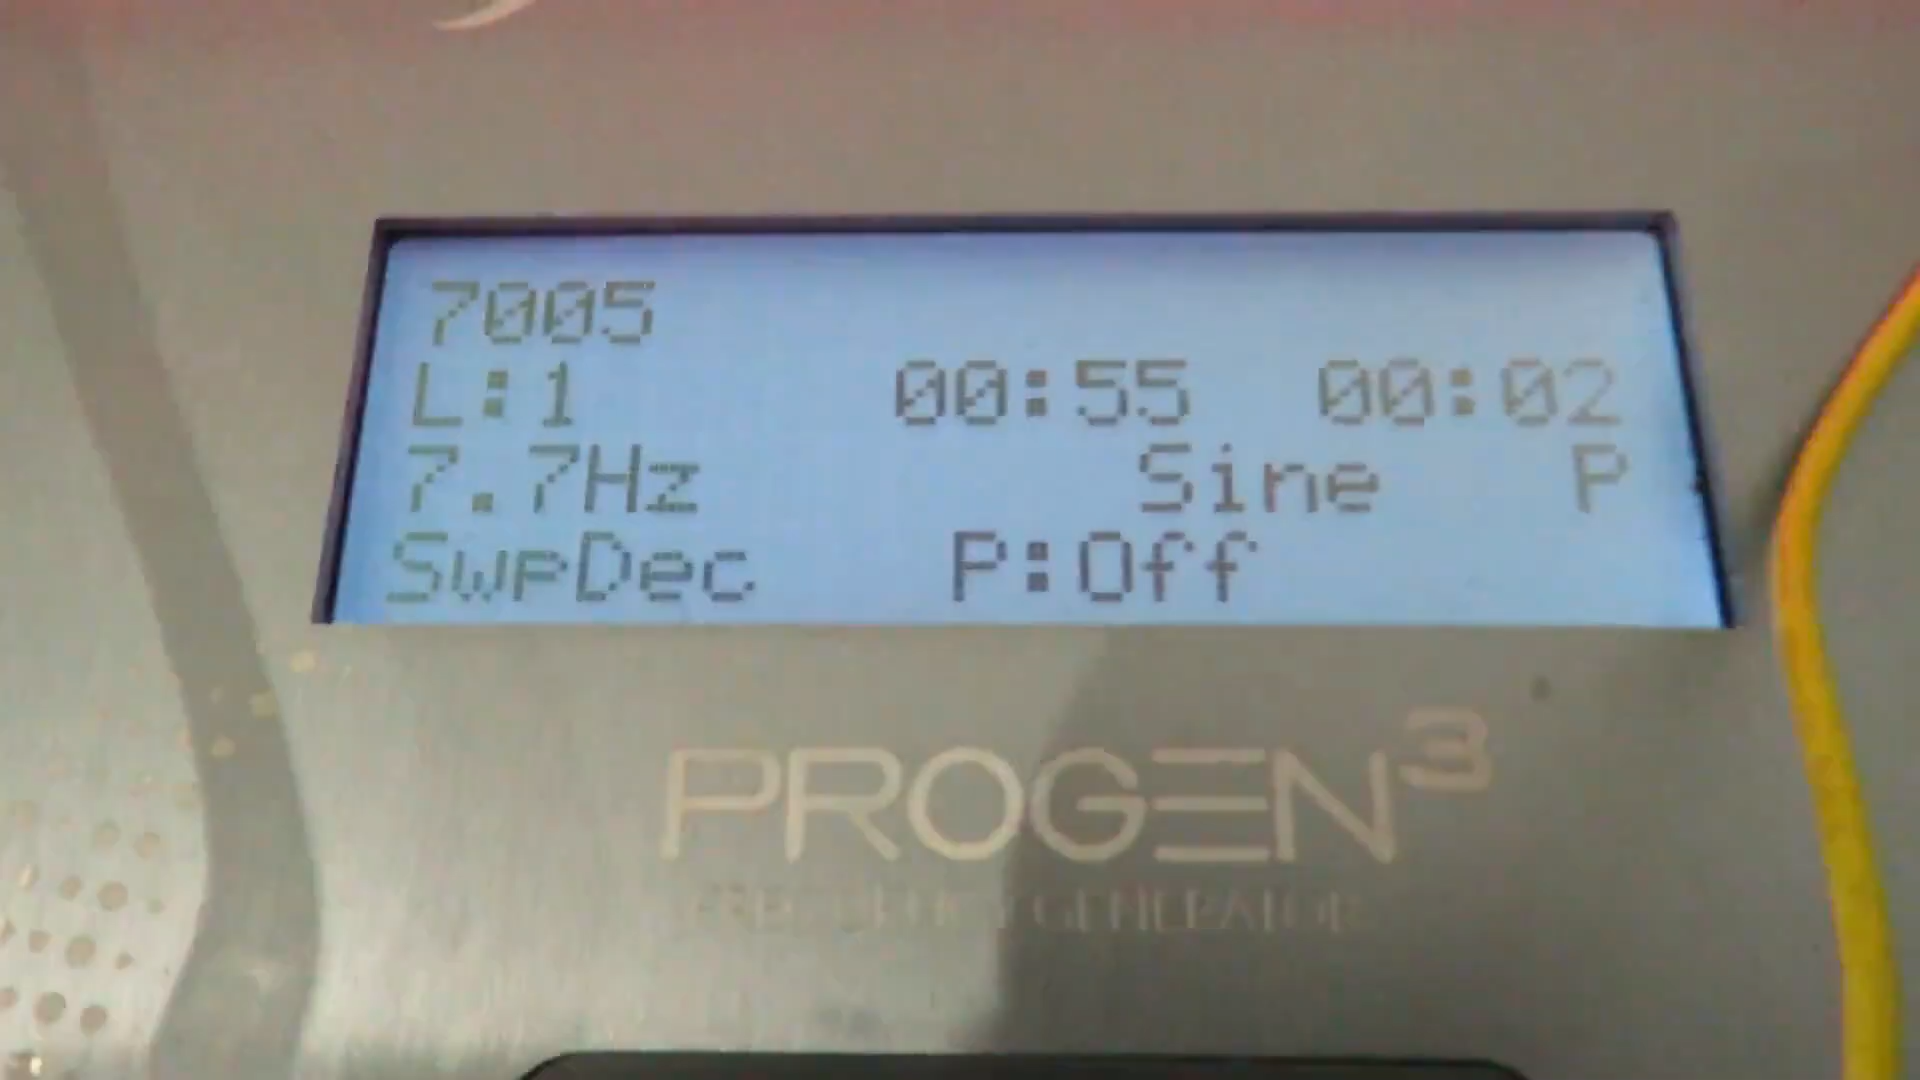 7005
L:1 00:55 00:02
7.7Hz Sine P
SwpDec P:Off
PROGEN³
FREQUENCY GENERATOR